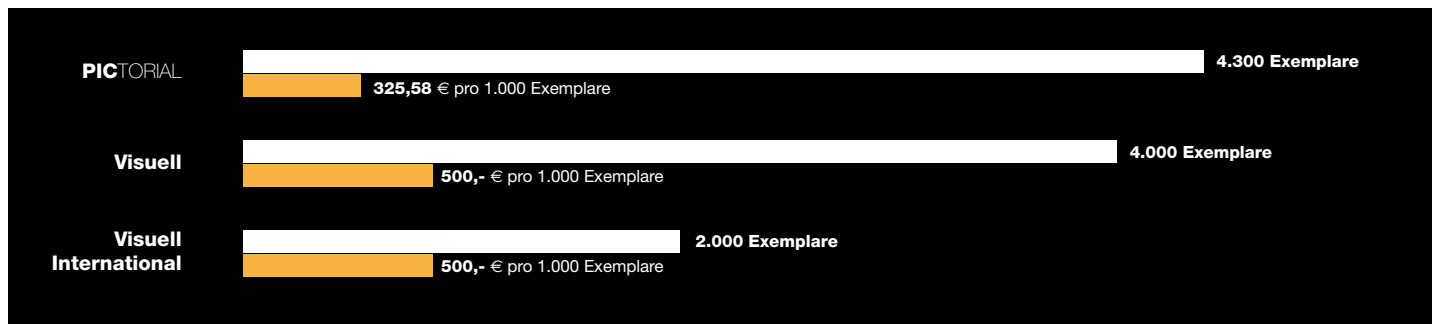 PICTORIAL
4.300 Exemplare
325,58 € pro 1.000 Exemplare
Visuell
4.000 Exemplare
500,- € pro 1.000 Exemplare
Visuell
International
2.000 Exemplare
500,- € pro 1.000 Exemplare